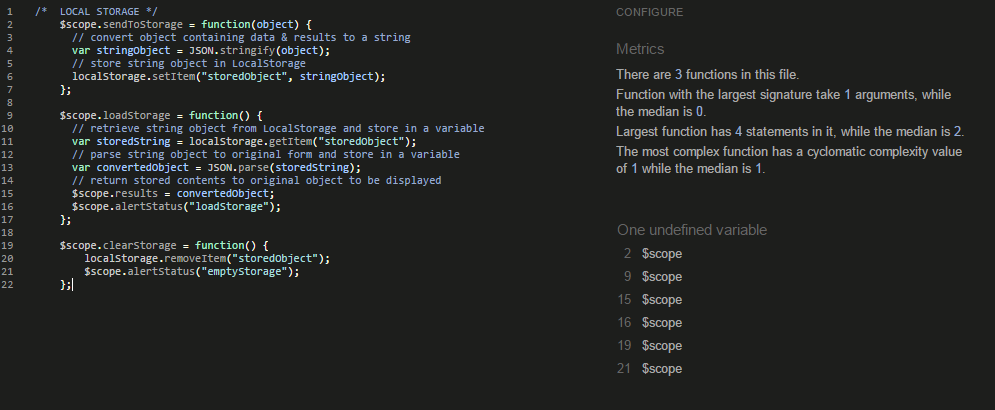 1 /*  LOCAL STORAGE */
2 $scope.sendToStorage = function(object) {
3 // convert object containing data & results to a string
4 var stringObject = JSON.stringify(object);
5 // store string object in LocalStorage
6 localStorage.setItem("storedObject", stringObject);
7 };
8
9 $scope.loadStorage = function() {
10 // retrieve string object from LocalStorage and store in a variable
11 var storedString = localStorage.getItem("storedObject");
12 // parse string object to original form and store in a variable
13 var convertedObject = JSON.parse(storedString);
14 // return stored contents to original object to be displayed
15 $scope.results = convertedObject;
16 $scope.alertStatus("loadStorage");
17 };
18
19 $scope.clearStorage = function() {
20 localStorage.removeItem("storedObject");
21 $scope.alertStatus("emptyStorage");
22 };
CONFIGURE
Metrics
There are 3 functions in this file.
Function with the largest signature take 1 arguments, while
the median is 0.
Largest function has 4 statements in it, while the median is 2.
The most complex function has a cyclomatic complexity value
of 1 while the median is 1.
One undefined variable
2 $scope
9 $scope
15 $scope
16 $scope
19 $scope
21 $scope